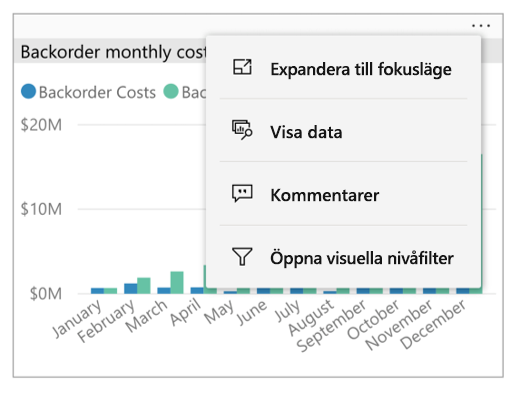 ...
Backorder monthly cost
Backorder Costs
$20M
$10M
$0M
Expandera till fokusläge
Visa data
Kommentarer
Öppna visuella nivåfilter
January
February
March
April
May
June
July
August
September
October
November
December